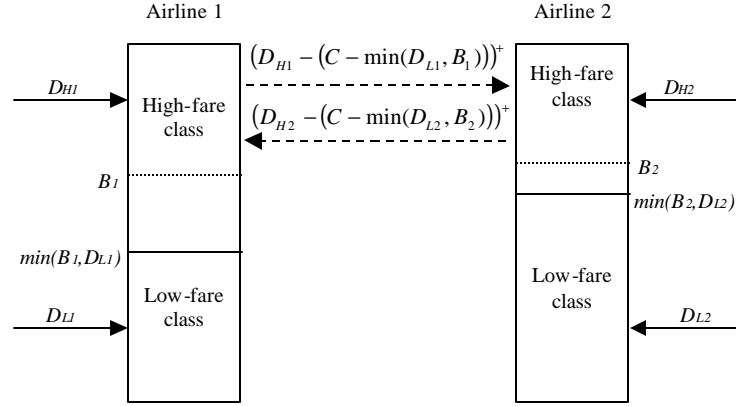 Airline 1 Airline 2
(D_{H1} − (C − min(D_{L1}, B_1)))^+
D_{H1} High-fare class High-fare class D_{H2}
(D_{H2} − (C − min(D_{L2}, B_2)))^+
B_1 B_2
min(B_1,D_{L1}) min(B_2,D_{L2})
Low-fare class Low-fare class
D_{L1} D_{L2}